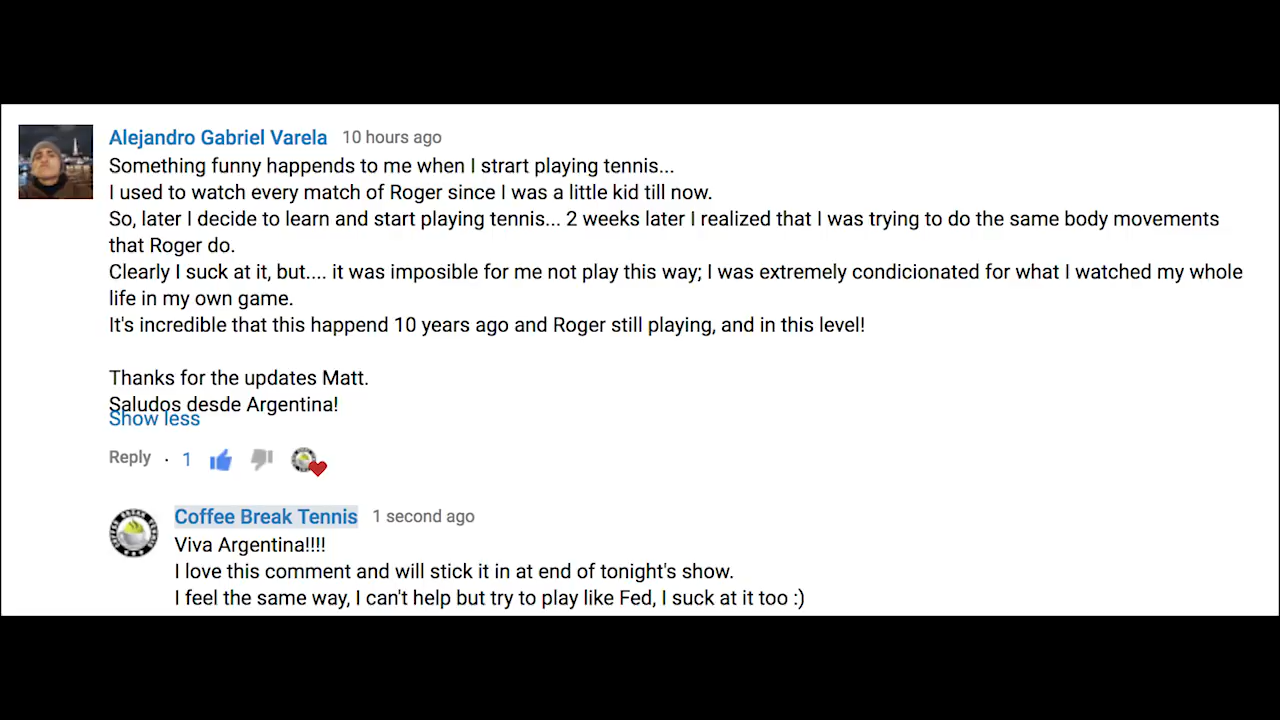 Alejandro Gabriel Varela 10 hours ago
Something funny happends to me when I strart playing tennis...
I used to watch every match of Roger since I was a little kid till now.
So, later I decide to learn and start playing tennis... 2 weeks later I realized that I was trying to do the same body movements
that Roger do.
Clearly I suck at it, but.... it was imposible for me not play this way; I was extremely condicionated for what I watched my whole
life in my own game.
It's incredible that this happend 10 years ago and Roger still playing, and in this level!
Thanks for the updates Matt.
Saludos desde Argentina!
Show less
Reply · 1
Coffee Break Tennis 1 second ago
Viva Argentina!!!!
I love this comment and will stick it in at end of tonight's show.
I feel the same way, I can't help but try to play like Fed, I suck at it too :)